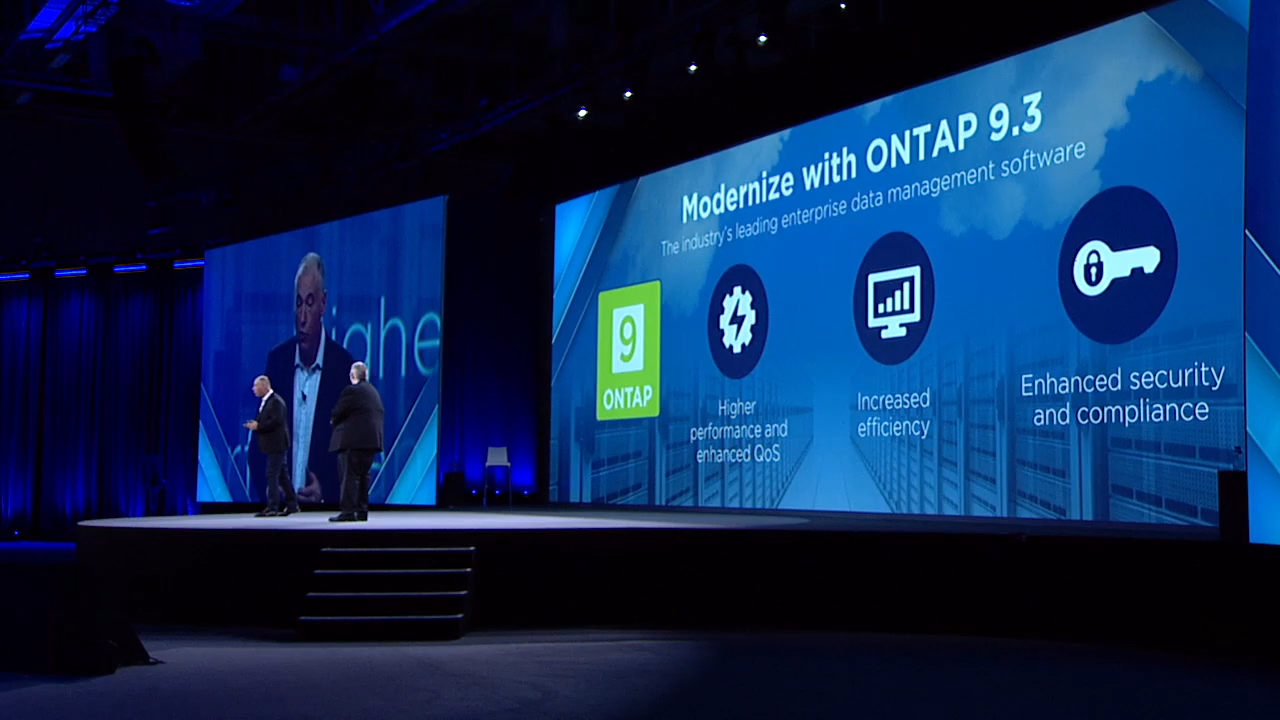 Modernize with ONTAP 9.3
The industry's leading enterprise data management software
9
ONTAP
Higher
performance and
enhanced QoS
Increased
efficiency
Enhanced security
and compliance